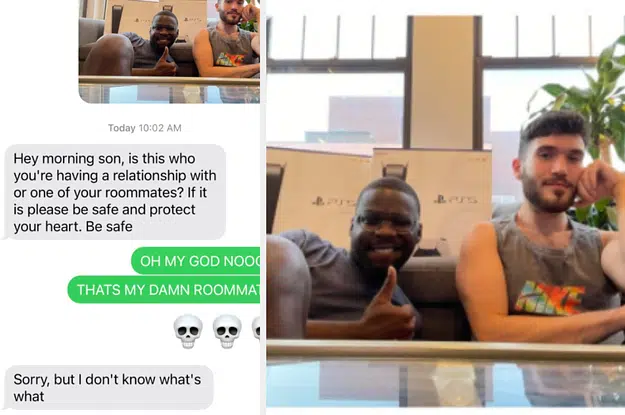 Today 10:02 AM
Hey morning son, is this who
you're having a relationship with
or one of your roommates? If it
is please be safe and protect
your heart. Be safe
OH MY GOD NOOO
THATS MY DAMN ROOMMAT
Sorry, but I don't know what's
what
PS5
PS5
NIKE